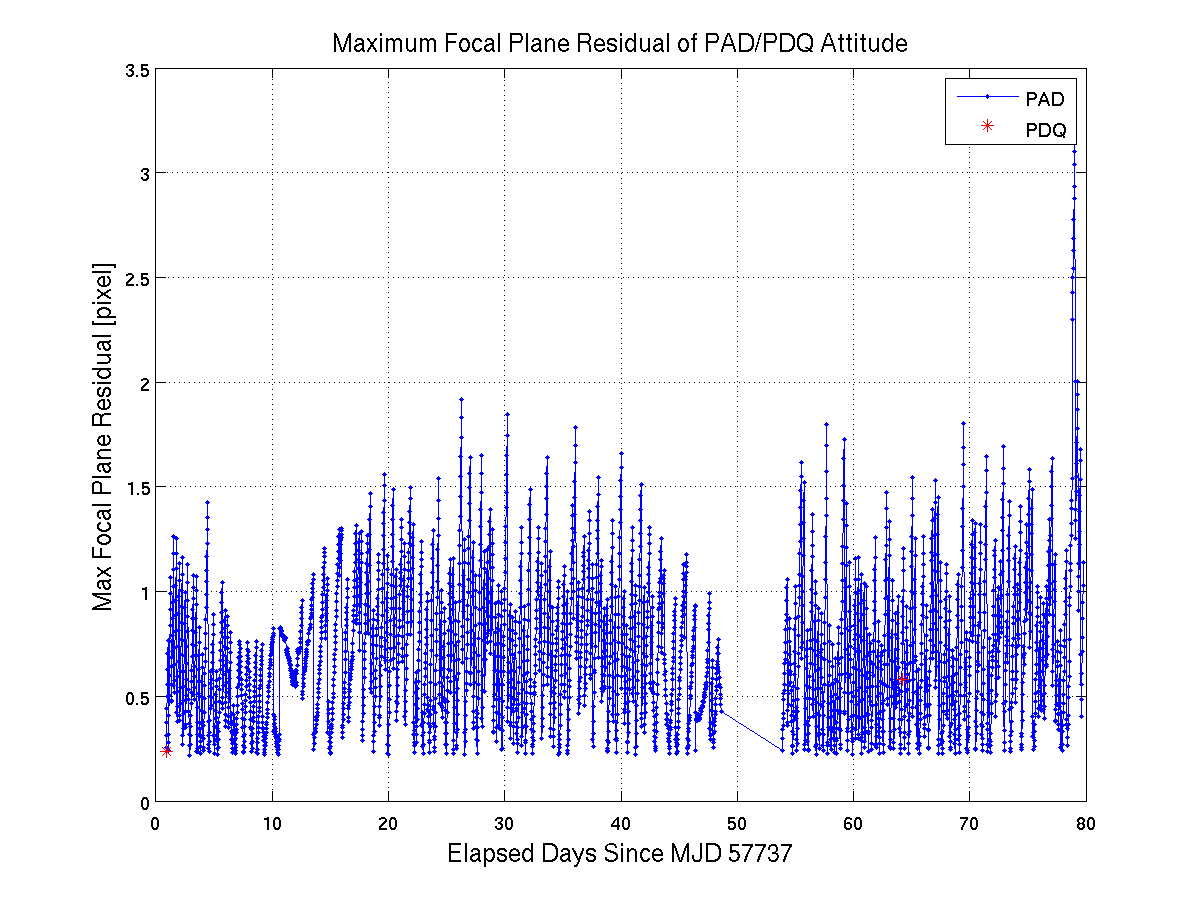 Maximum Focal Plane Residual of PAD/PDQ Attitude
3.5
3
2.5
2
1.5
1
0.5
0
Max Focal Plane Residual [pixel]
PAD
PDQ
0 10 20 30 40 50 60 70 80
Elapsed Days Since MJD 57737